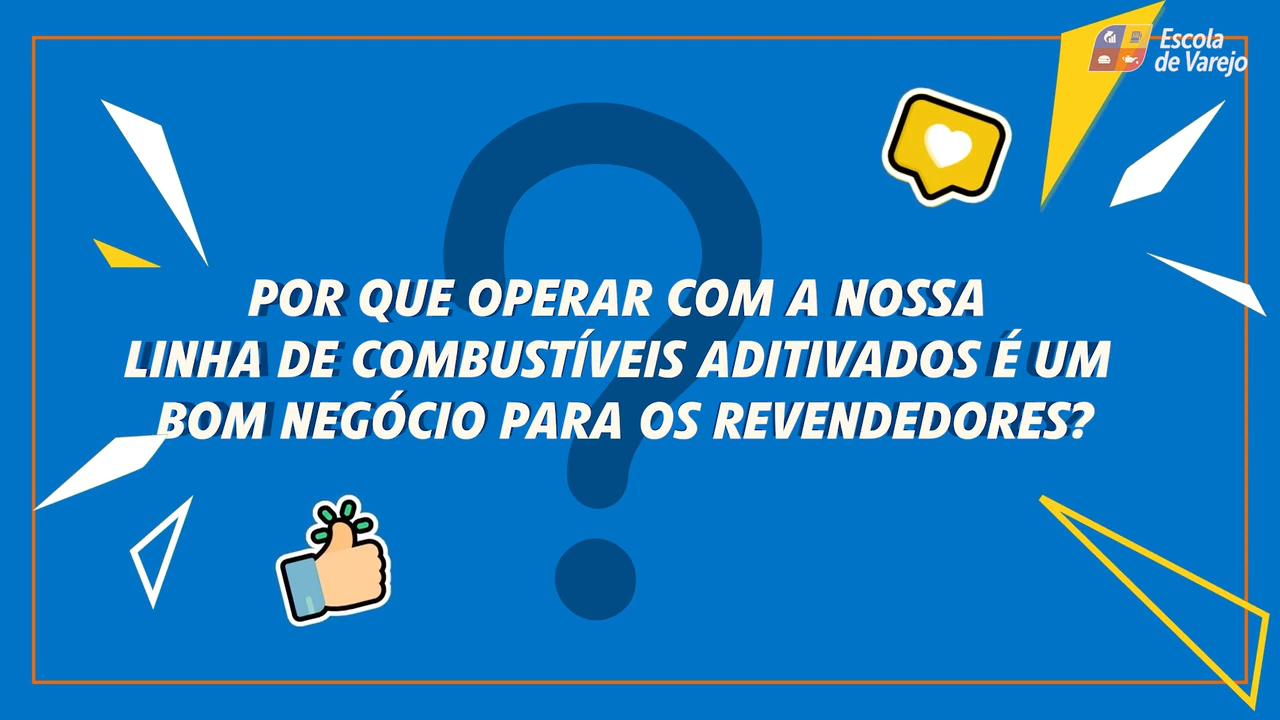 Escola
de Varejo
POR QUE OPERAR COM A NOSSA
LINHA DE COMBUSTÍVEIS ADITIVADOS É UM
BOM NEGÓCIO PARA OS REVENDEDORES?